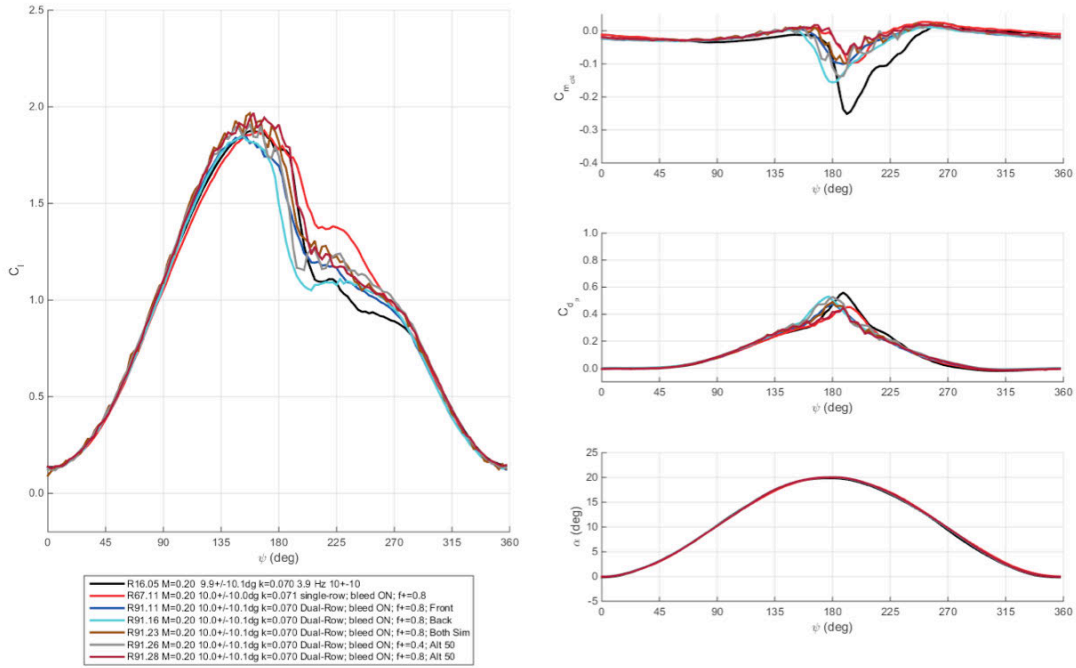 2.5
2.0
1.5
1.0
0.5
0.0
C_l
0 45 90 135 180 225 270 315 360
ψ (deg)
R16.05 M=0.20 9.9+/-10.1dg k=0.070 3.9 Hz 10+-10
R67.11 M=0.20 10.0+/-10.0dg k=0.071 single-row; bleed ON; f+=0.8
R91.11 M=0.20 10.0+/-10.1dg k=0.070 Dual-Row; bleed ON; f+=0.8; Front
R91.16 M=0.20 10.0+/-10.1dg k=0.070 Dual-Row; bleed ON; f+=0.8; Back
R91.23 M=0.20 10.0+/-10.1dg k=0.070 Dual-Row; bleed ON; f+=0.8; Both Sim
R91.26 M=0.20 10.0+/-10.1dg k=0.070 Dual-Row; bleed ON; f+=0.4; Alt 50
R91.28 M=0.20 10.0+/-10.1dg k=0.070 Dual-Row; bleed ON; f+=0.8; Alt 50
0.0
-0.1
-0.2
-0.3
-0.4
C_m
0 45 90 135 180 225 270 315 360
ψ (deg)
1.0
0.8
0.6
0.4
0.2
0.0
C_d_p
0 45 90 135 180 225 270 315 360
ψ (deg)
25
20
15
10
5
0
-5
α (deg)
0 45 90 135 180 225 270 315 360
ψ (deg)